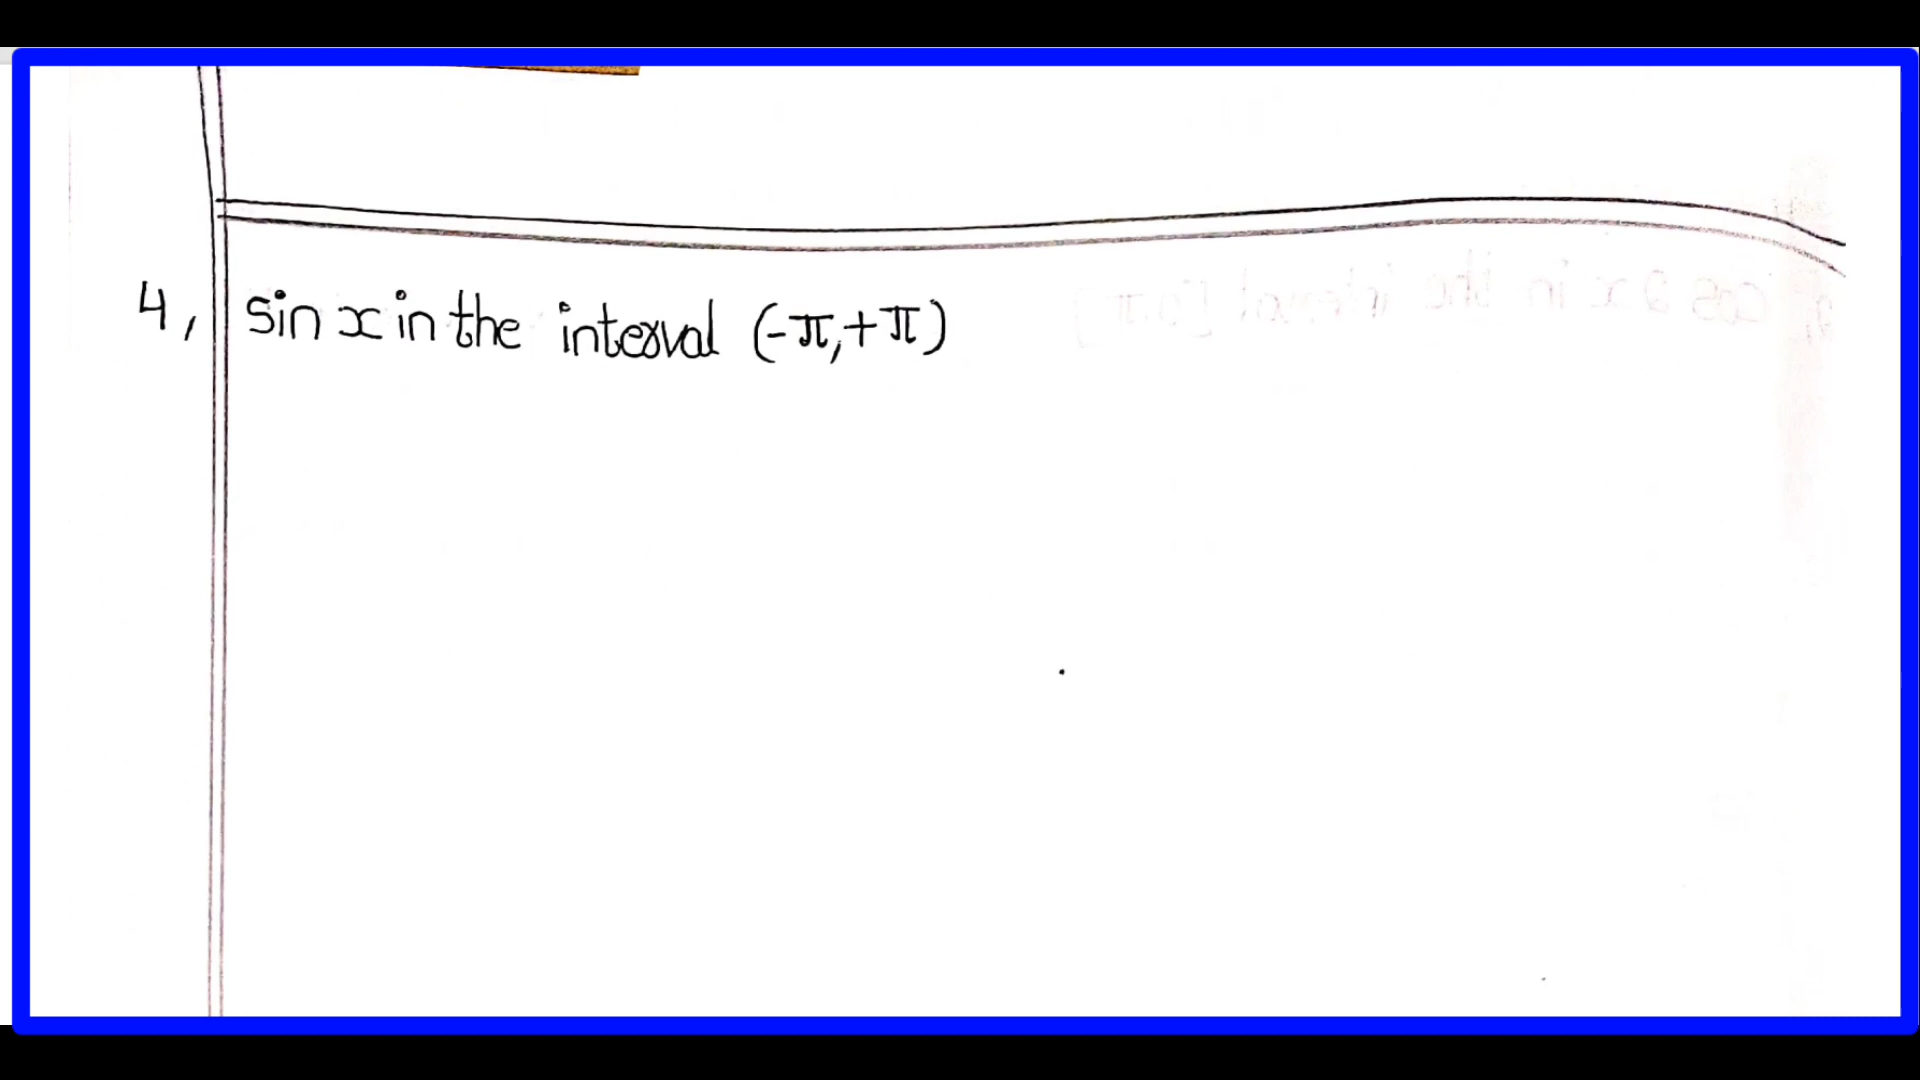 4, sin x in the interval (-π,+π)